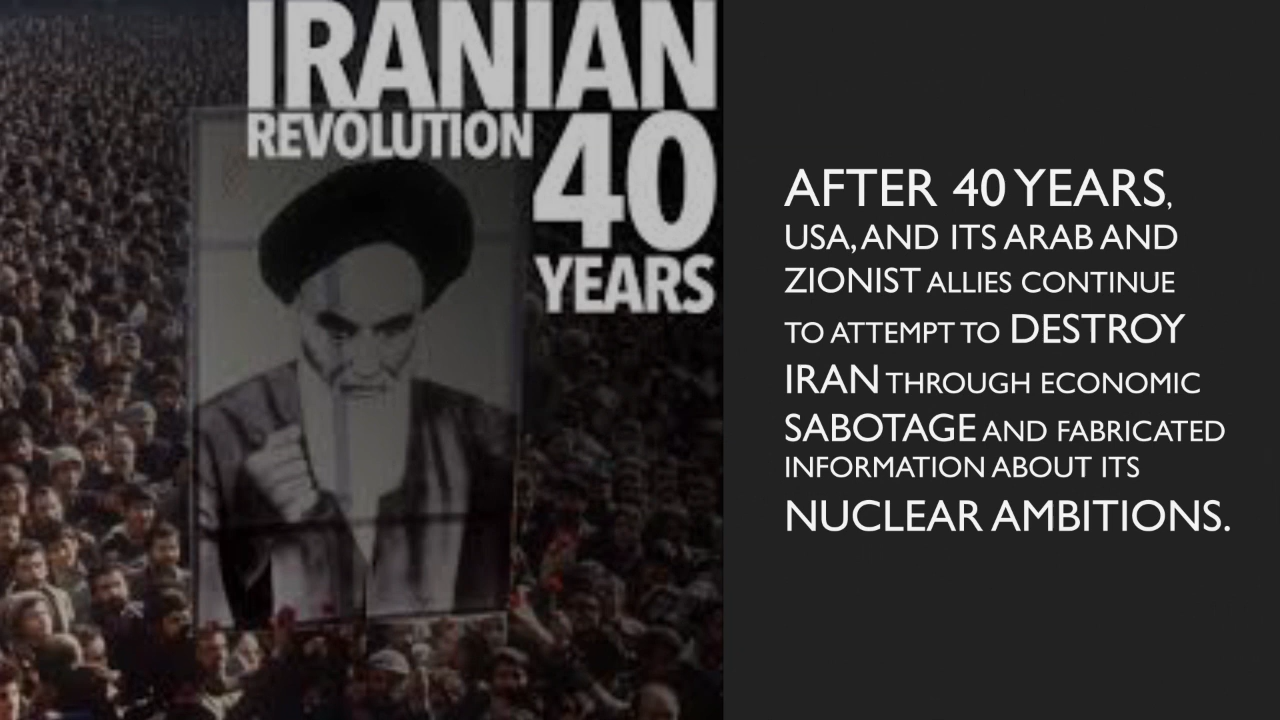 IRANIAN
REVOLUTION 40
YEARS
AFTER 40 YEARS,
USA, AND ITS ARAB AND
ZIONIST ALLIES CONTINUE
TO ATTEMPT TO DESTROY
IRAN THROUGH ECONOMIC
SABOTAGE AND FABRICATED
INFORMATION ABOUT ITS
NUCLEAR AMBITIONS.